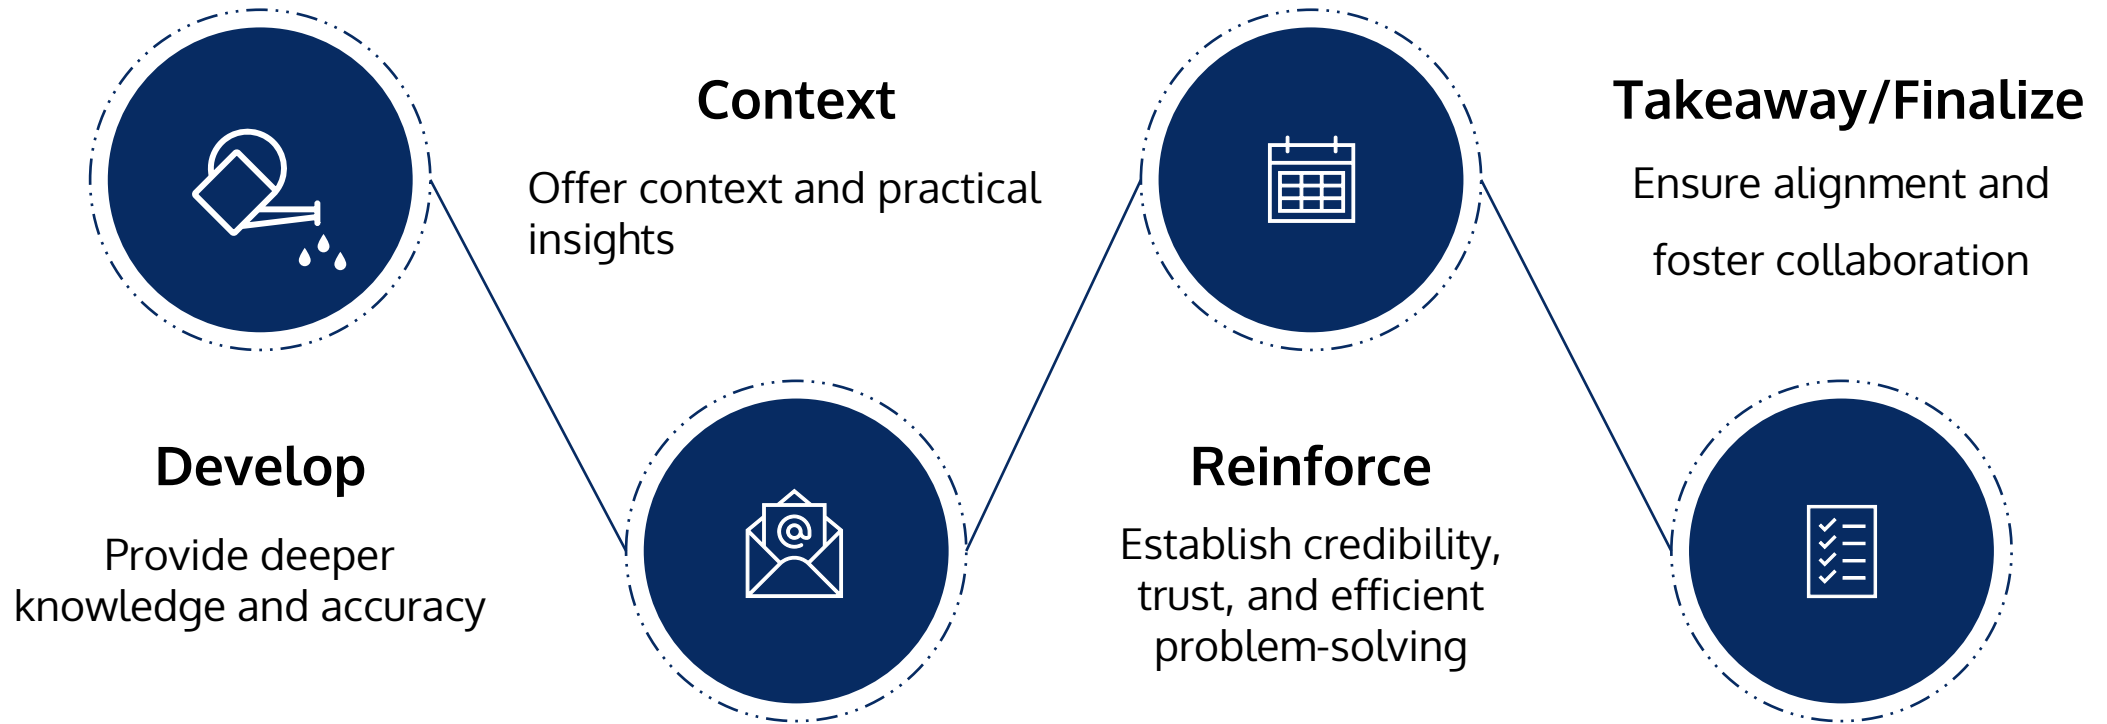 Develop
Provide deeper
knowledge and accuracy
Context
Offer context and practical
insights
@
Reinforce
Establish credibility,
trust, and efficient
problem-solving
Takeaway/Finalize
Ensure alignment and
foster collaboration